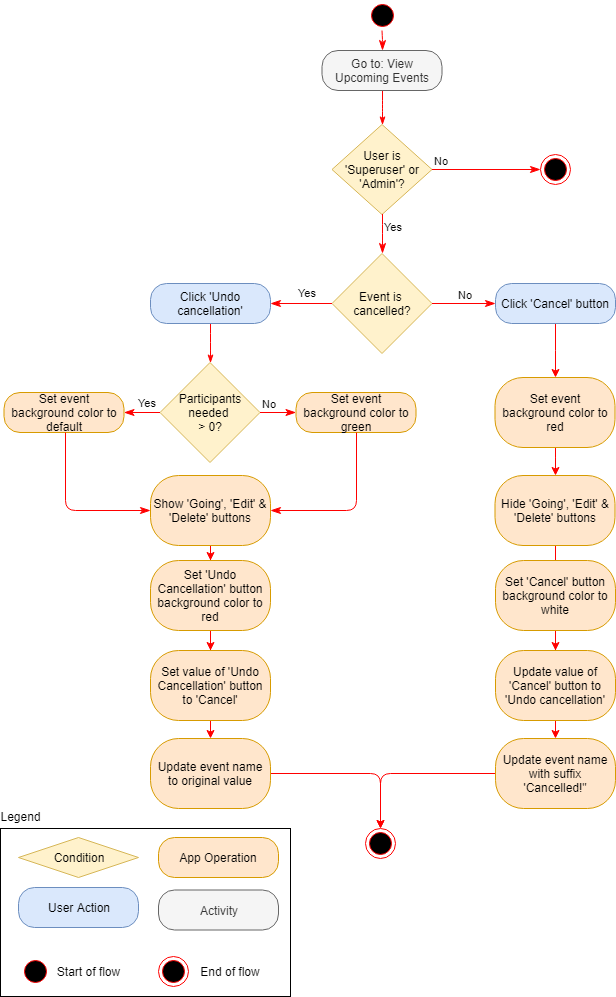 Go to: View
Upcoming Events
User is
'Superuser' or
'Admin'?
No
Yes
Event is
cancelled?
Yes
No
Click 'Undo
cancellation'
Click 'Cancel' button
Participants
needed
> 0?
Yes
No
Set event
background color to
default
Set event
background color to
green
Set event
background color to
red
Show 'Going', 'Edit' &
'Delete' buttons
Hide 'Going', 'Edit' &
'Delete' buttons
Set 'Undo
Cancellation' button
background color to
red
Set 'Cancel' button
background color to
white
Set value of 'Undo
Cancellation' button
to 'Cancel'
Update value of
'Cancel' button to
'Undo cancellation'
Update event name
to original value
Update event name
with suffix
'Cancelled!"
Legend
Condition
App Operation
User Action
Activity
Start of flow
End of flow